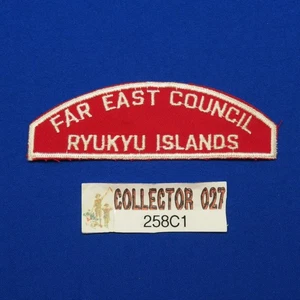 FAR EAST COUNCIL
RYUKYU ISLANDS
COLLECTOR 027
258C1